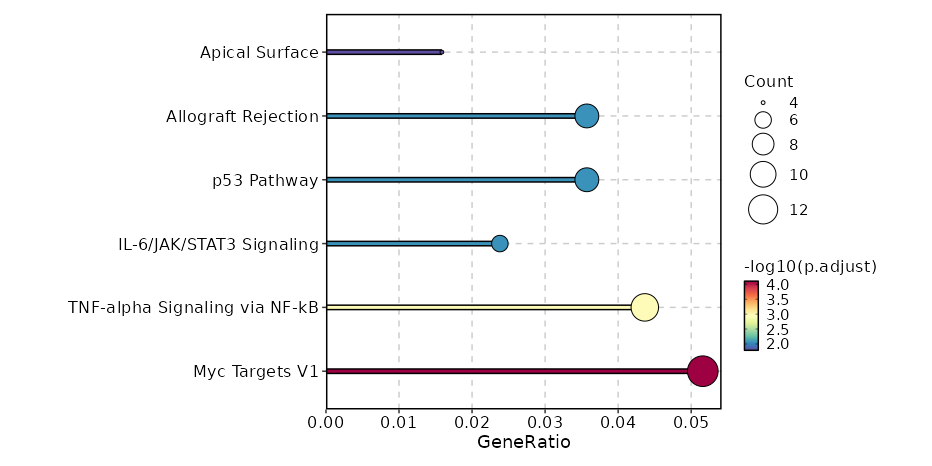 Apical Surface
Allograft Rejection
p53 Pathway
IL-6/JAK/STAT3 Signaling
TNF-alpha Signaling via NF-kB
Myc Targets V1
0.00 0.01 0.02 0.03 0.04 0.05
GeneRatio
Count
4
6
8
10
12
-log10(p.adjust)
4.0
3.5
3.0
2.5
2.0